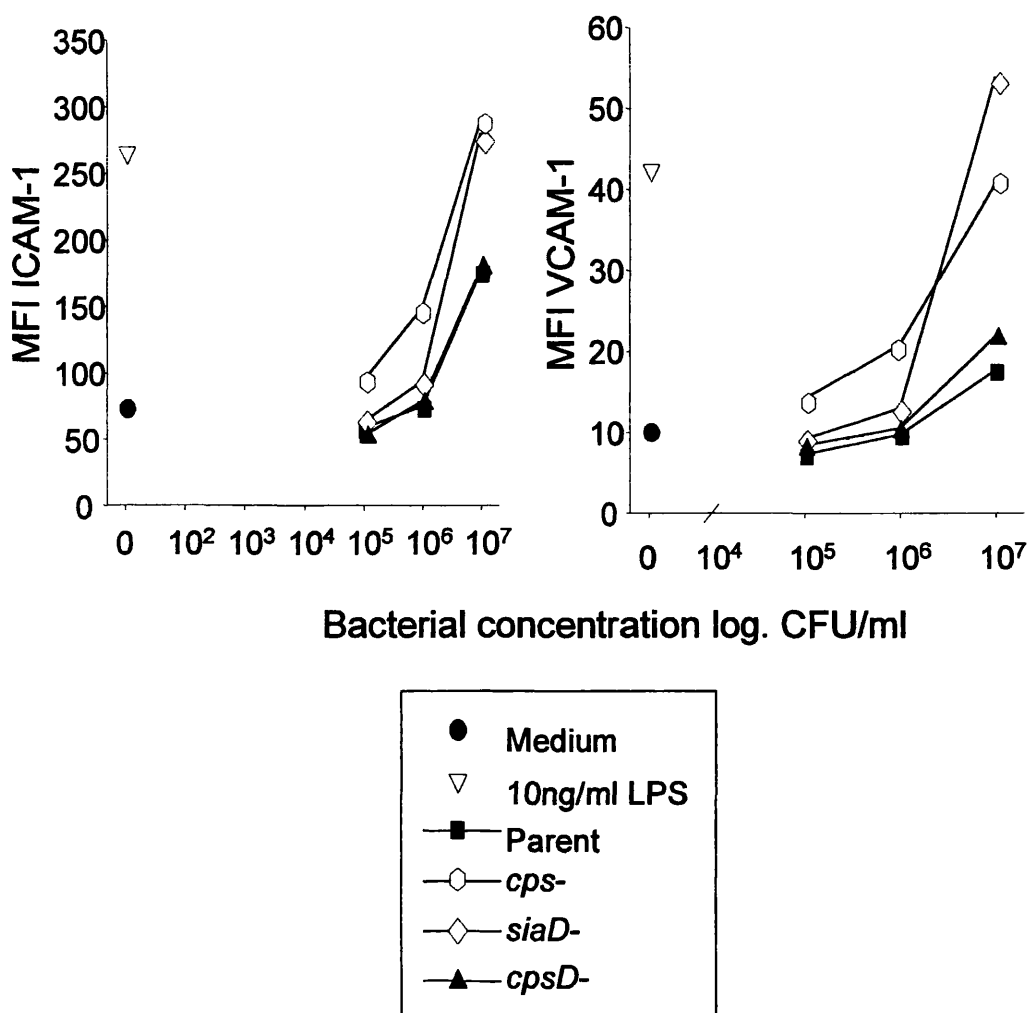 MFI ICAM-1
350
300
250
200
150
100
50
0
0 10² 10³ 10⁴ 10⁵ 10⁶ 10⁷
MFI VCAM-1
60
50
40
30
20
10
0
0 10⁴ 10⁵ 10⁶ 10⁷
Bacterial concentration log. CFU/ml
Medium
10ng/ml LPS
Parent
cps-
siaD-
cpsD-